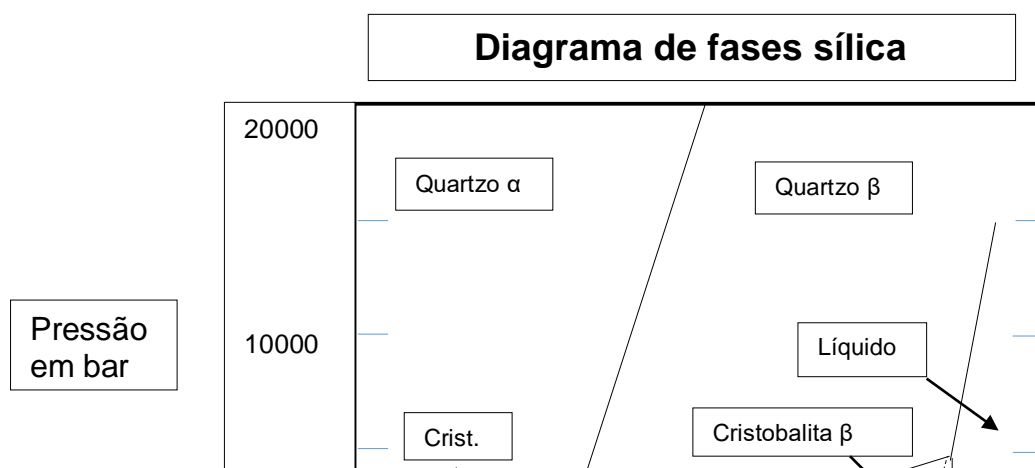 Diagrama de fases sílica
20000
Quartzo α
Quartzo β
Pressão
em bar
10000
Líquido
Crist.
Cristobalita β